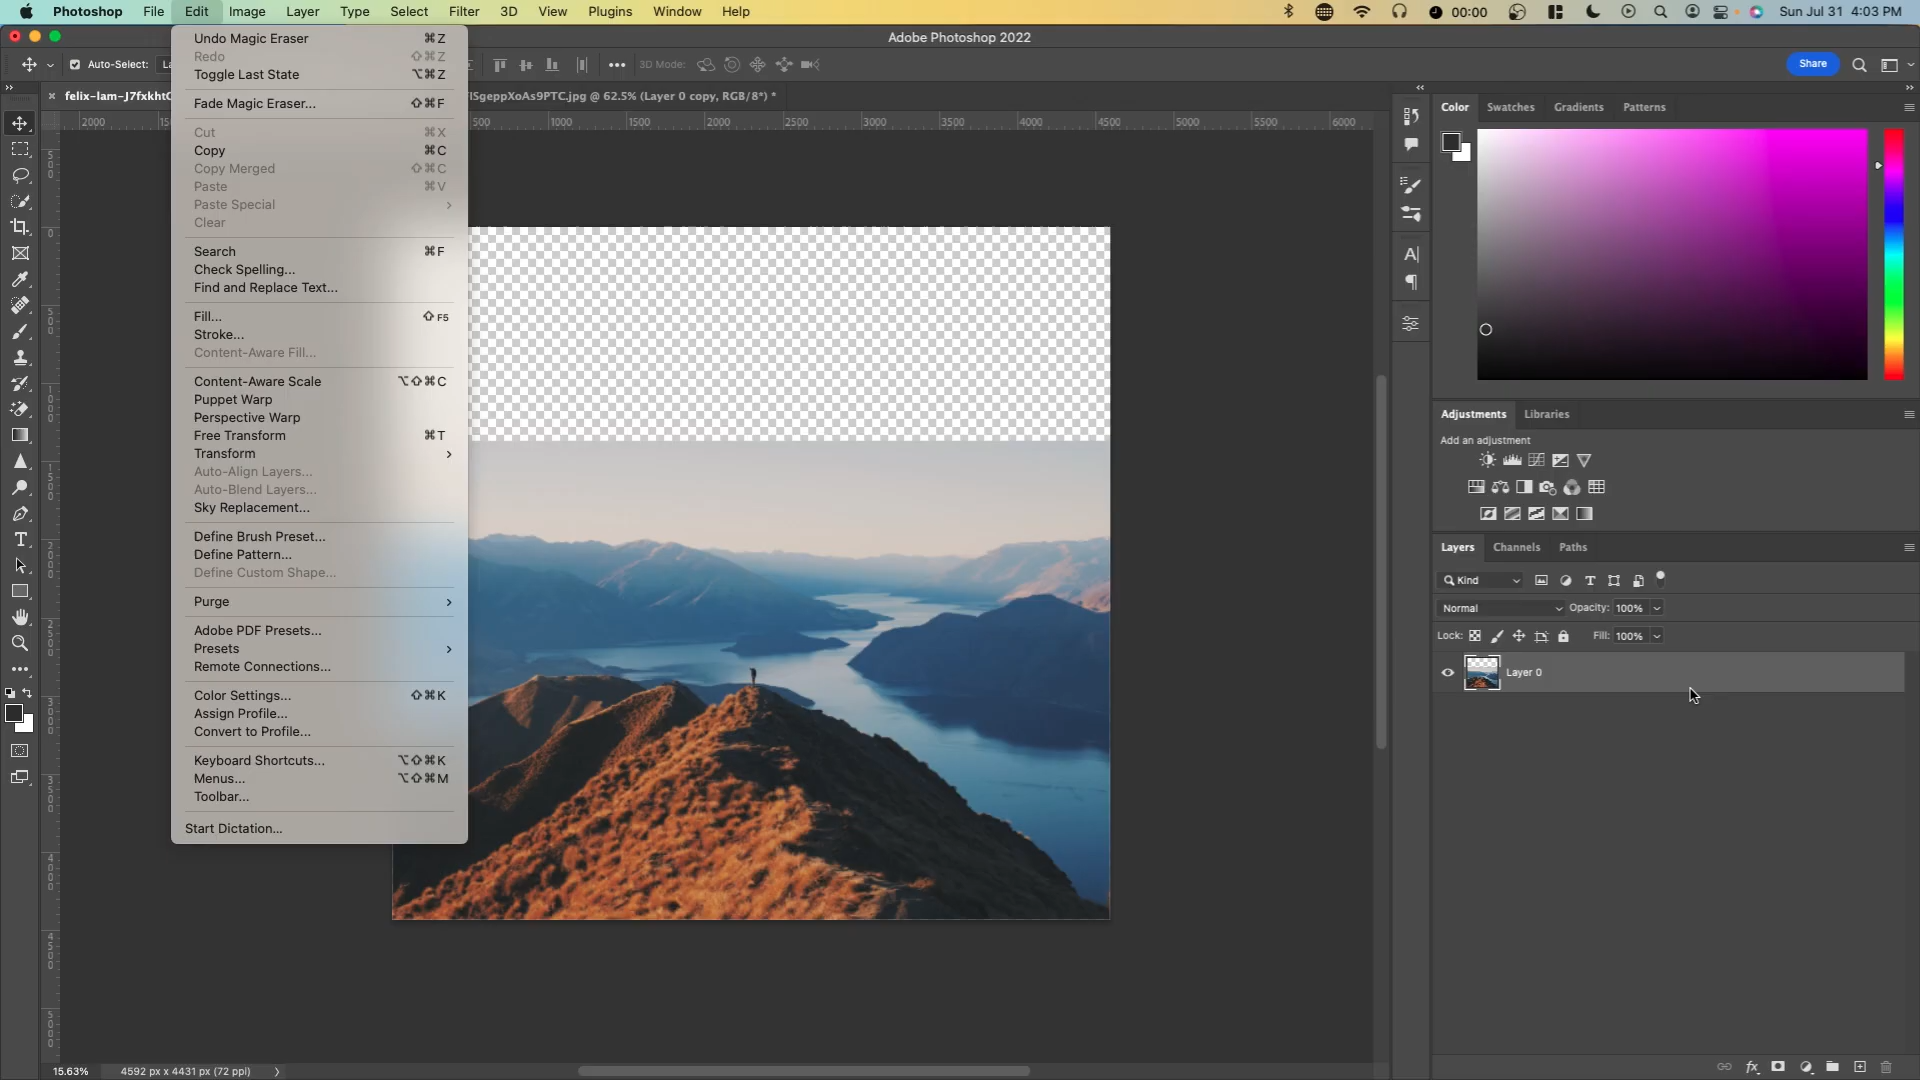 Photoshop File Edit Image Layer Type Select Filter 3D View Plugins Window Help 00:00 Sun Jul 31 4:03 PM
Adobe Photoshop 2022
Auto-Select: 3D Mode: Share
felix-lam-J7fxkht @ 62.5% (Layer 0 copy, RGB/8*) *
Undo Magic Eraser ⌘Z
Redo ⇧⌘Z
Toggle Last State ⌥⌘Z
Fade Magic Eraser... ⇧⌘F
Cut ⌘X
Copy ⌘C
Copy Merged ⇧⌘C
Paste ⌘V
Paste Special
Clear
Search ⌘F
Check Spelling...
Find and Replace Text...
Fill... ⇧F5
Stroke...
Content-Aware Fill...
Content-Aware Scale ⌥⇧⌘C
Puppet Warp
Perspective Warp
Free Transform ⌘T
Transform
Auto-Align Layers...
Auto-Blend Layers...
Sky Replacement...
Define Brush Preset...
Define Pattern...
Define Custom Shape...
Purge
Adobe PDF Presets...
Presets
Remote Connections...
Color Settings... ⇧⌘K
Assign Profile...
Convert to Profile...
Keyboard Shortcuts... ⌥⇧⌘K
Menus... ⌥⇧⌘M
Toolbar...
Start Dictation...
2000 500 1000 1500 2000 2500 3000 3500 4000 4500 5000 5500 6000
Color Swatches Gradients Patterns
Adjustments Libraries
Add an adjustment
Layers Channels Paths
Kind
Normal Opacity: 100%
Lock: Fill: 100%
Layer 0
15.63% 4592 px x 4431 px (72 ppi)